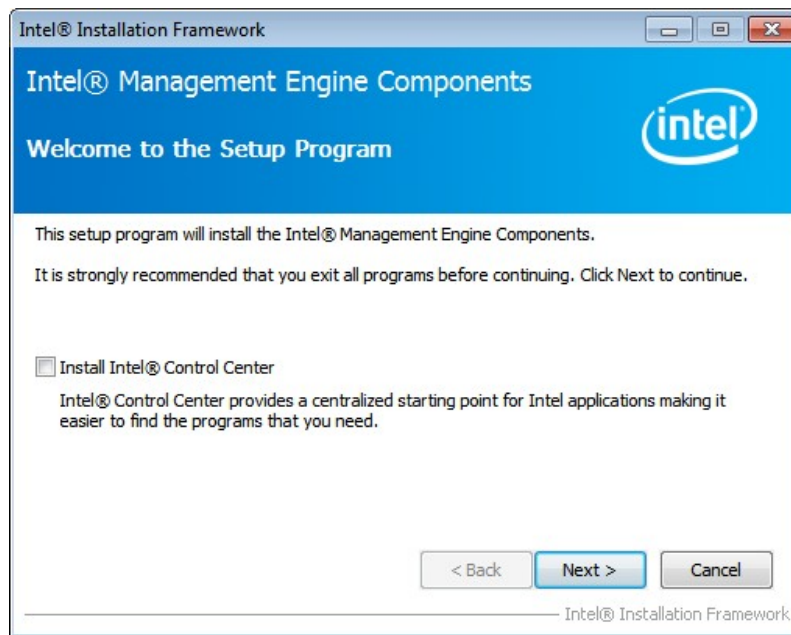 Intel® Installation Framework
Intel® Management Engine Components
intel®
Welcome to the Setup Program
This setup program will install the Intel® Management Engine Components.
It is strongly recommended that you exit all programs before continuing. Click Next to continue.
Install Intel® Control Center
Intel® Control Center provides a centralized starting point for Intel applications making it
easier to find the programs that you need.
< Back
Next >
Cancel
Intel® Installation Framework